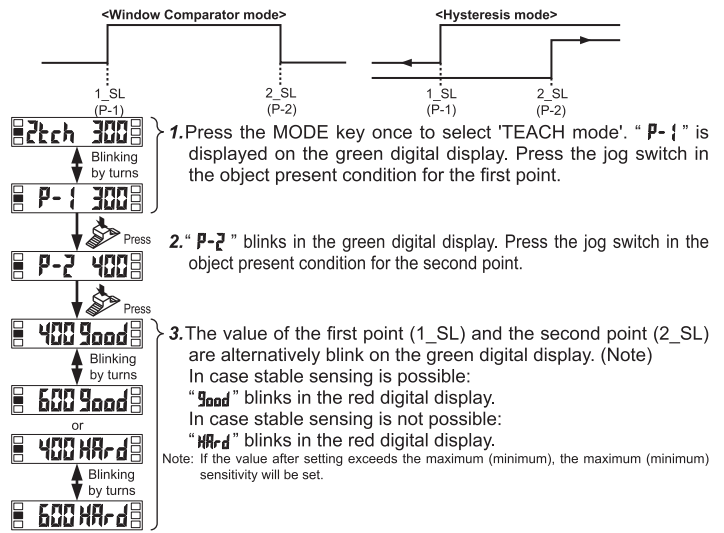 <Window Comparator mode>
<Hysteresis mode>
1_SL
(P-1)
2_SL
(P-2)
1_SL
(P-1)
2_SL
(P-2)
2tch 300
Blinking
by turns
P-1 300
1.Press the MODE key once to select 'TEACH mode'. “ P-1 ” is
displayed on the green digital display. Press the jog switch in
the object present condition for the first point.
Press
P-2 400
2.“ P-2 ” blinks in the green digital display. Press the jog switch in the
object present condition for the second point.
Press
400 good
Blinking
by turns
600 good
or
400 HArd
Blinking
by turns
600 HArd
3.The value of the first point (1_SL) and the second point (2_SL)
are alternatively blink on the green digital display. (Note)
In case stable sensing is possible:
“ good ” blinks in the red digital display.
In case stable sensing is not possible:
“ HArd ” blinks in the red digital display.
Note: If the value after setting exceeds the maximum (minimum), the maximum (minimum)
sensitivity will be set.